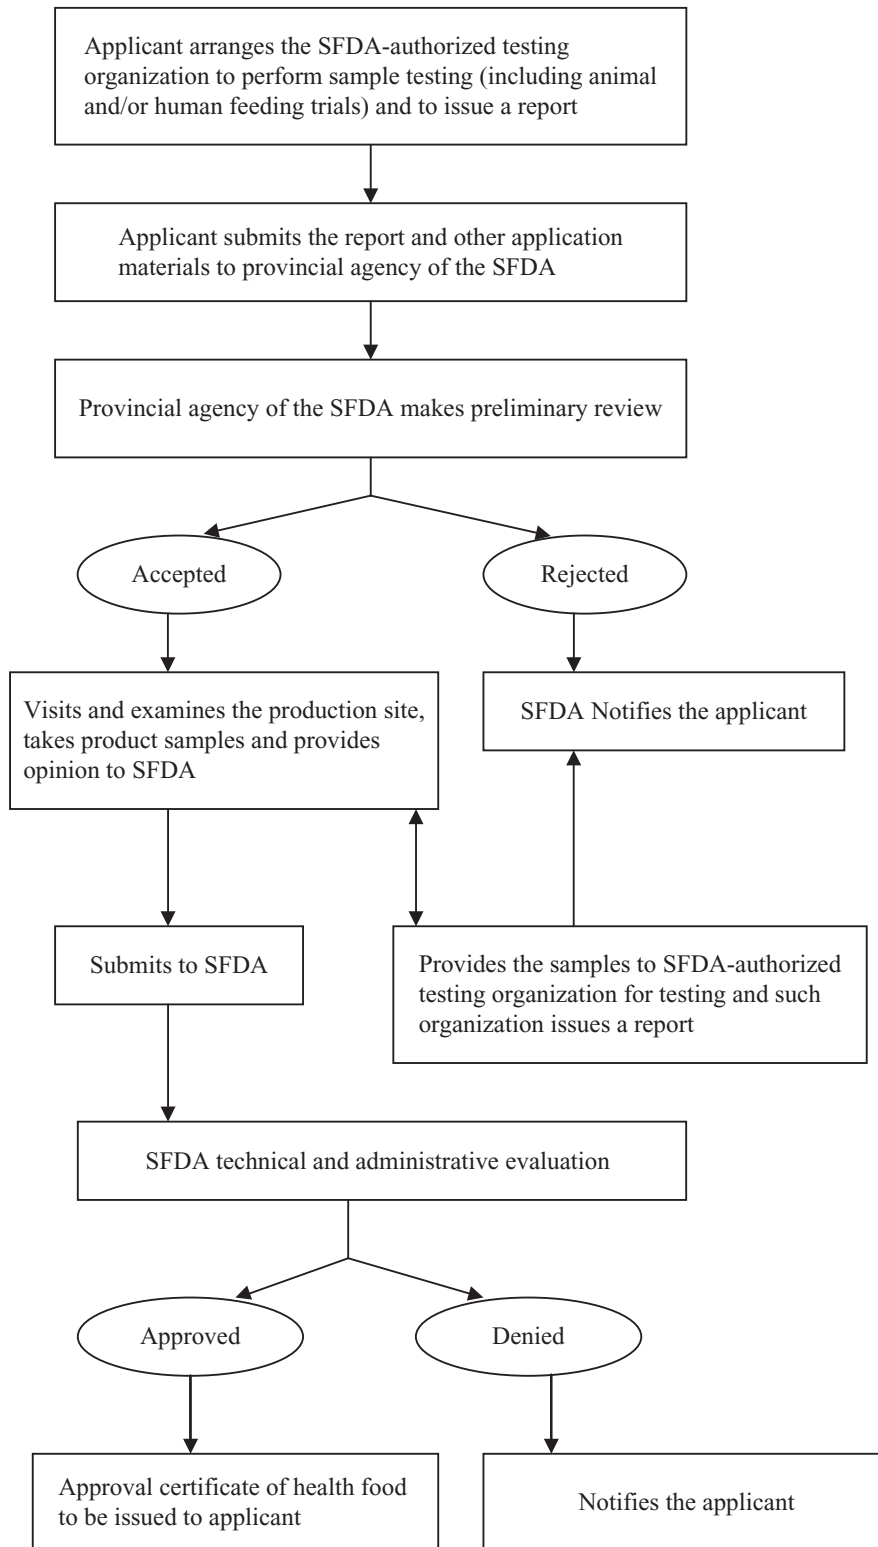 Applicant arranges the SFDA-authorized testing
organization to perform sample testing (including animal
and/or human feeding trials) and to issue a report
Applicant submits the report and other application
materials to provincial agency of the SFDA
Provincial agency of the SFDA makes preliminary review
Accepted
Rejected
Visits and examines the production site,
takes product samples and provides
opinion to SFDA
SFDA Notifies the applicant
Submits to SFDA
Provides the samples to SFDA-authorized
testing organization for testing and such
organization issues a report
SFDA technical and administrative evaluation
Approved
Denied
Approval certificate of health food
to be issued to applicant
Notifies the applicant